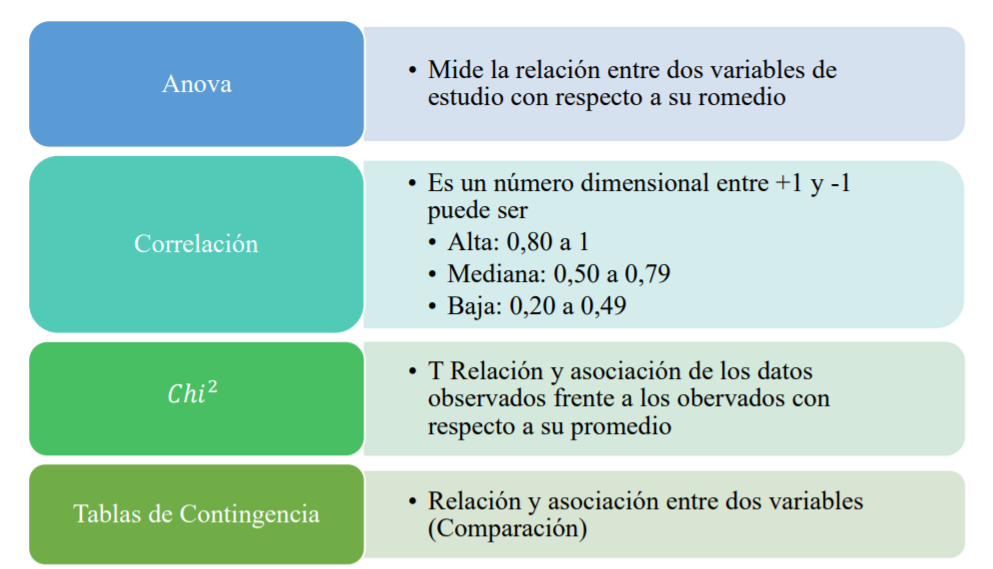 Anova
• Mide la relación entre dos variables de
estudio con respecto a su romedio
Correlación
• Es un número dimensional entre +1 y -1
puede ser
• Alta: 0,80 a 1
• Mediana: 0,50 a 0,79
• Baja: 0,20 a 0,49
Chi²
• T Relación y asociación de los datos
observados frente a los obervados con
respecto a su promedio
Tablas de Contingencia
• Relación y asociación entre dos variables
(Comparación)